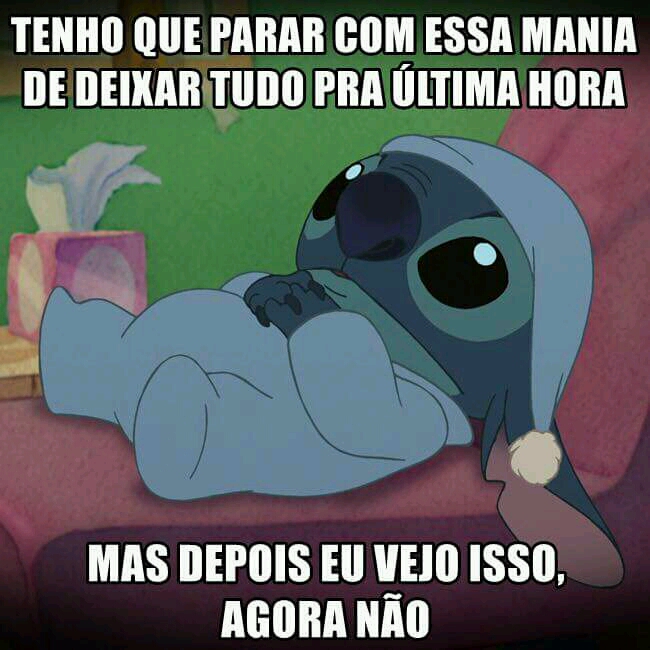 TENHO QUE PARAR COM ESSA MANIA
DE DEIXAR TUDO PRA ÚLTIMA HORA
MAS DEPOIS EU VEJO ISSO,
AGORA NÃO